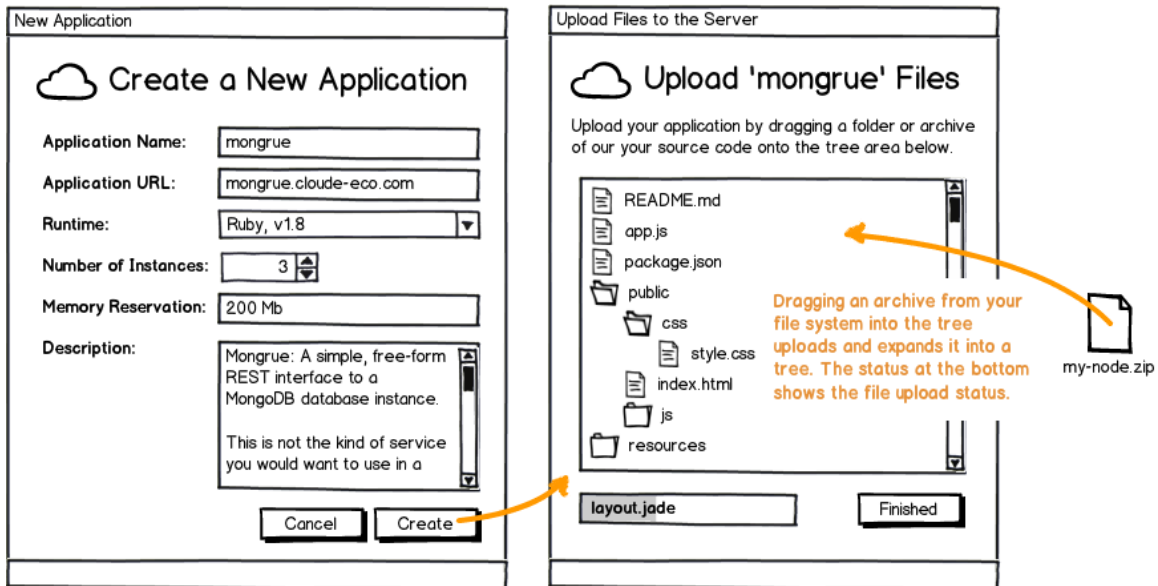 New Application
Create a New Application
Application Name:
mongrue
Application URL:
mongrue.cloude-eco.com
Runtime:
Ruby, v1.8
Number of Instances:
3
Memory Reservation:
200 Mb
Description:
Mongrue: A simple, free-form
REST interface to a
MongoDB database instance.
This is not the kind of service
you would want to use in a
Cancel
Create
Upload Files to the Server
Upload 'mongrue' Files
Upload your application by dragging a folder or archive
of our your source code onto the tree area below.
README.md
app.js
package.json
public
css
style.css
index.html
js
resources
Dragging an archive from your
file system into the tree
uploads and expands it into a
tree. The status at the bottom
shows the file upload status.
my-node.zip
layout.jade
Finished